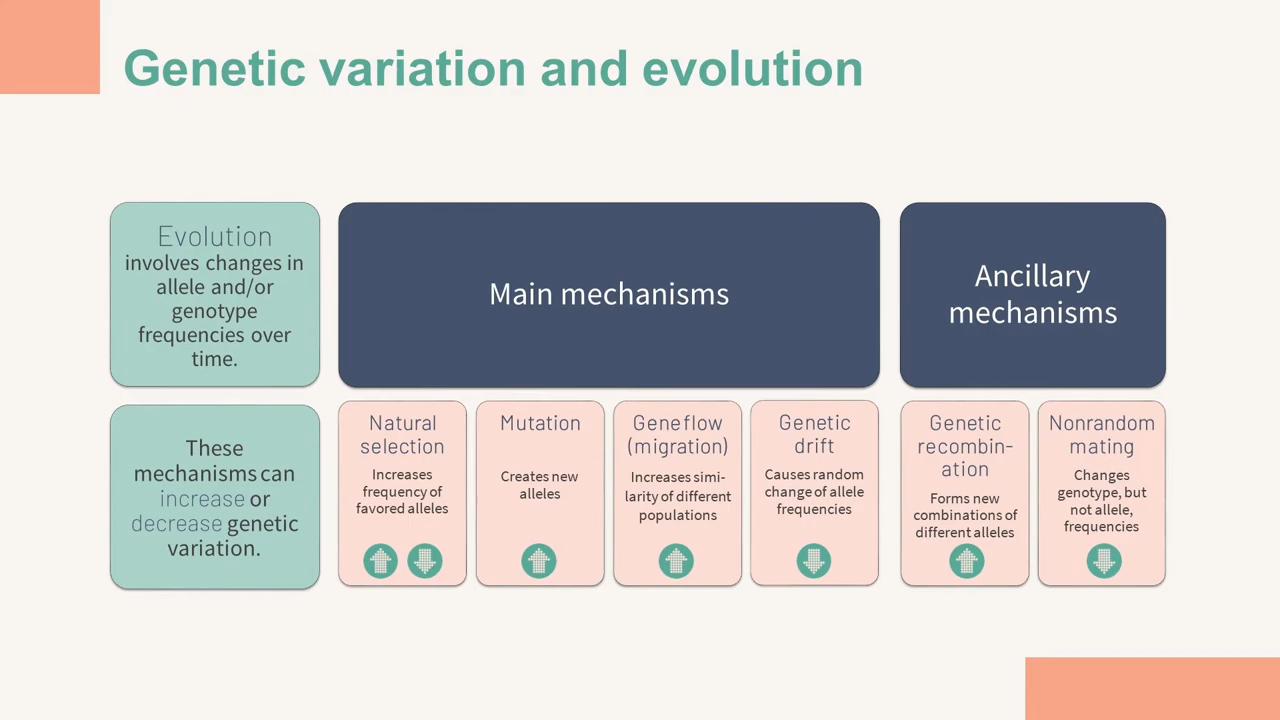 Genetic variation and evolution
Evolution
involves changes in
allele and/or
genotype
frequencies over
time.
Main mechanisms
Ancillary
mechanisms
These
mechanisms can
increase or
decrease genetic
variation.
Natural
selection
Increases
frequency of
favored alleles
Mutation
Creates new
alleles
Gene flow
(migration)
Increases simi-
larity of different
populations
Genetic
drift
Causes random
change of allele
frequencies
Genetic
recombin-
ation
Forms new
combinations of
different alleles
Nonrandom
mating
Changes
genotype, but
not allele,
frequencies